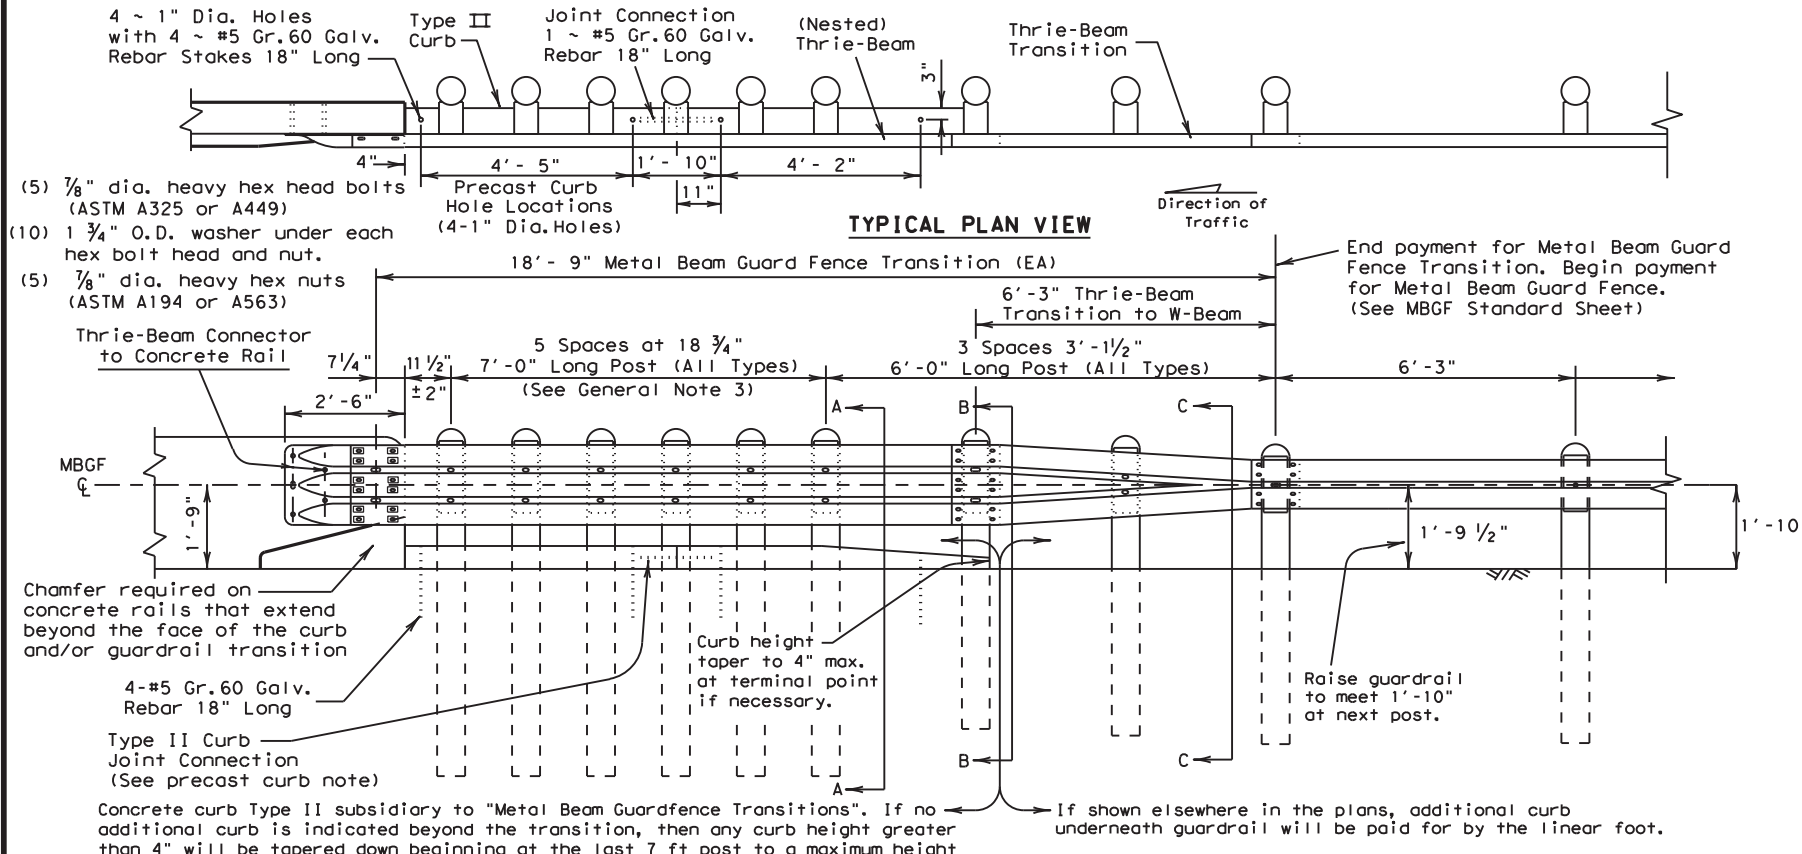 4 ~ 1" Dia. Holes
with 4 ~ #5 Gr.60 Galv.
Rebar Stakes 18" Long
Type II
Curb
Joint Connection
1 ~ #5 Gr.60 Galv.
Rebar 18" Long
(Nested)
Thrie-Beam
3"
Thrie-Beam
Transition
4"
4'- 5"
1'- 10"
4'- 2"
11"
Precast Curb
Hole Locations
(4-1" Dia.Holes)
TYPICAL PLAN VIEW
Direction of
Traffic
(5) 7/8" dia. heavy hex head bolts
(ASTM A325 or A449)
(10) 1 3/4" O.D. washer under each
hex bolt head and nut.
(5) 7/8" dia. heavy hex nuts
(ASTM A194 or A563)
18'- 9" Metal Beam Guard Fence Transition (EA)
End payment for Metal Beam Guard
Fence Transition. Begin payment
for Metal Beam Guard Fence.
(See MBGF Standard Sheet)
6'-3" Thrie-Beam
Transition to W-Beam
Thrie-Beam Connector
to Concrete Rail
7 1/4"
11 1/2"
±2"
5 Spaces at 18 3/4"
7'-0" Long Post (All Types)
(See General Note 3)
3 Spaces 3'-1 1/2"
6'-0" Long Post (All Types)
6'-3"
2'-6"
A
B
C
MBGF
CL
1'-9"
1'-9 1/2"
1'-10
Chamfer required on
concrete rails that extend
beyond the face of the curb
and/or guardrail transition
4-#5 Gr.60 Galv.
Rebar 18" Long
Type II Curb
Joint Connection
(See precast curb note)
Curb height
taper to 4" max.
at terminal point
if necessary.
Raise guardrail
to meet 1'-10"
at next post.
A
B
C
Concrete curb Type II subsidiary to "Metal Beam Guardfence Transitions". If no
additional curb is indicated beyond the transition, then any curb height greater
than 4" will be tapered down beginning at the last 7 ft post to a maximum height
If shown elsewhere in the plans, additional curb
underneath guardrail will be paid for by the linear foot.